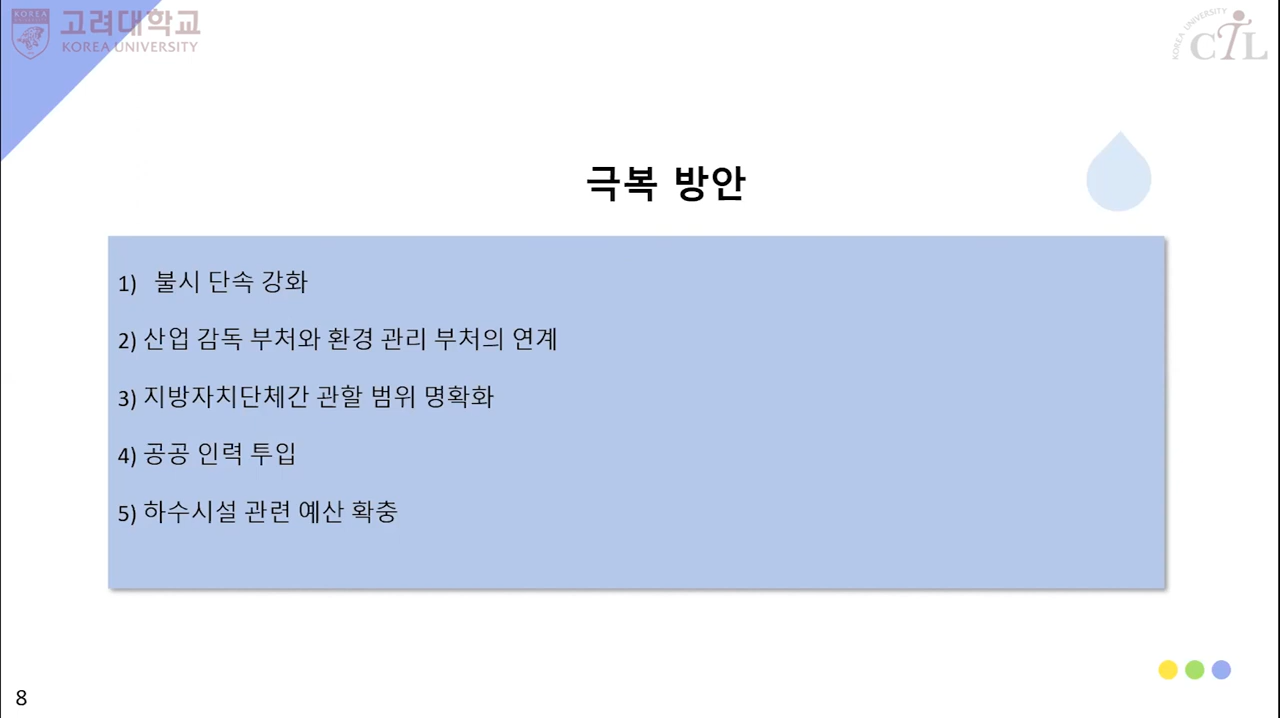 KOREA
고려대학교
KOREA UNIVERSITY
KOREA UNIVERSITY
CTL
극복 방안
1) 불시 단속 강화
2) 산업 감독 부처와 환경 관리 부처의 연계
3) 지방자치단체간 관할 범위 명확화
4) 공공 인력 투입
5) 하수시설 관련 예산 확충
8